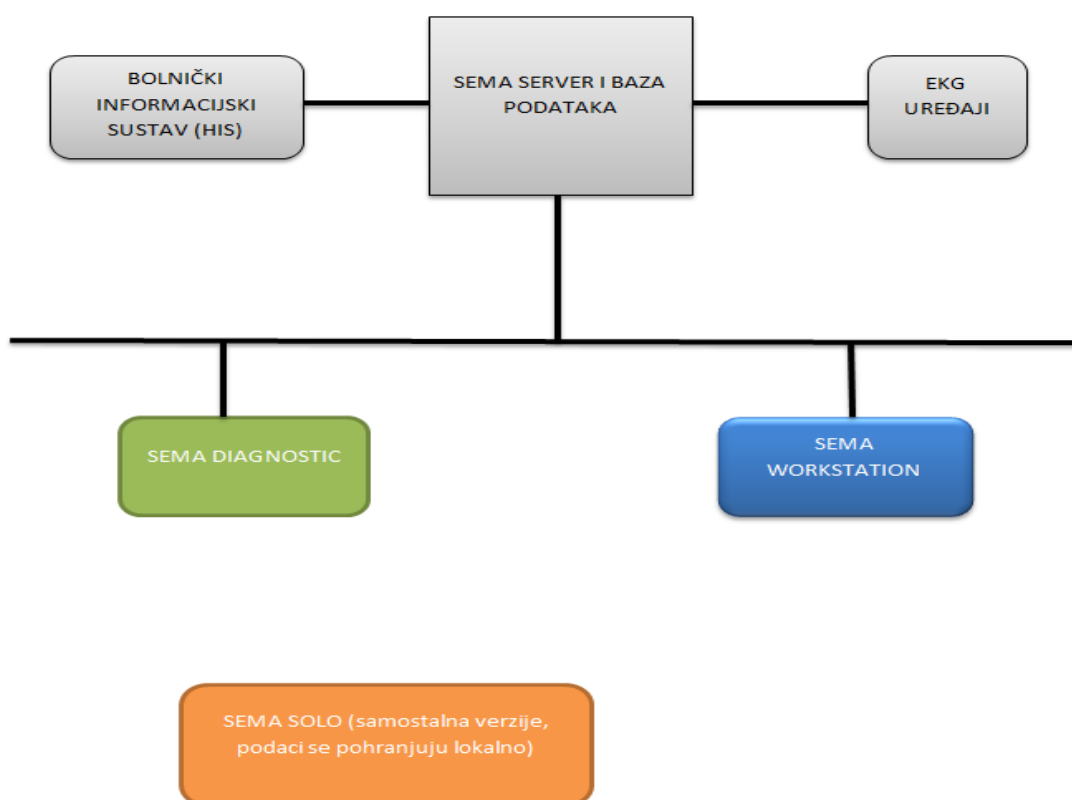 BOLNIČKI
INFORMACIJSKI
SUSTAV (HIS)
SEMA SERVER I BAZA
PODATAKA
EKG
UREĐAJI
SEMA DIAGNOSTIC
SEMA
WORKSTATION
SEMA SOLO (samostalna verzije,
podaci se pohranjuju lokalno)